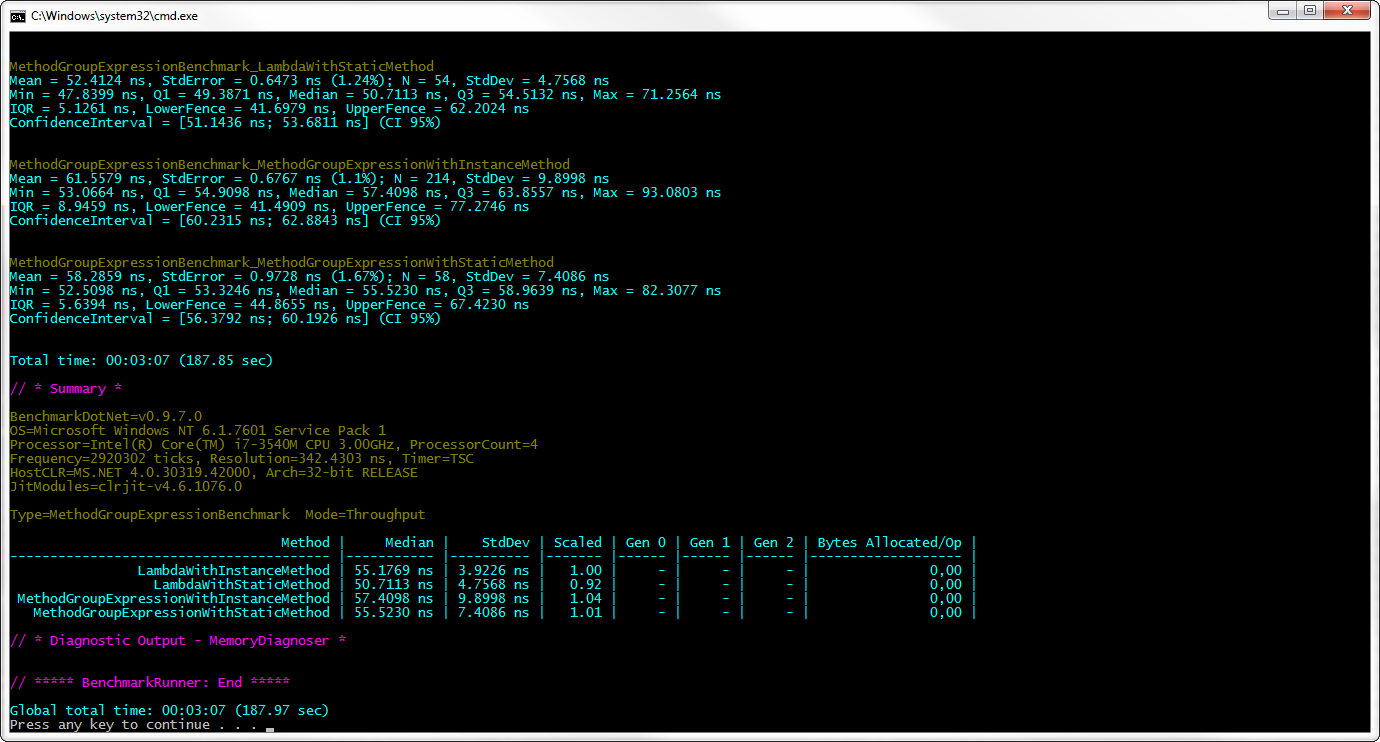 C:\Windows\system32\cmd.exe
MethodGroupExpressionBenchmark_LambdaWithStaticMethod
Mean = 52.4124 ns, StdError = 0.6473 ns (1.24%); N = 54, StdDev = 4.7568 ns
Min = 47.8399 ns, Q1 = 49.3871 ns, Median = 50.7113 ns, Q3 = 54.5132 ns, Max = 71.2564 ns
IQR = 5.1261 ns, LowerFence = 41.6979 ns, UpperFence = 62.2024 ns
ConfidenceInterval = [51.1436 ns; 53.6811 ns] (CI 95%)
MethodGroupExpressionBenchmark_MethodGroupExpressionWithInstanceMethod
Mean = 61.5579 ns, StdError = 0.6767 ns (1.1%); N = 214, StdDev = 9.8998 ns
Min = 53.0664 ns, Q1 = 54.9098 ns, Median = 57.4098 ns, Q3 = 63.8557 ns, Max = 93.0803 ns
IQR = 8.9459 ns, LowerFence = 41.4909 ns, UpperFence = 77.2746 ns
ConfidenceInterval = [60.2315 ns; 62.8843 ns] (CI 95%)
MethodGroupExpressionBenchmark_MethodGroupExpressionWithStaticMethod
Mean = 58.2859 ns, StdError = 0.9728 ns (1.67%); N = 58, StdDev = 7.4086 ns
Min = 52.5098 ns, Q1 = 53.3246 ns, Median = 55.5230 ns, Q3 = 58.9639 ns, Max = 82.3077 ns
IQR = 5.6394 ns, LowerFence = 44.8655 ns, UpperFence = 67.4230 ns
ConfidenceInterval = [56.3792 ns; 60.1926 ns] (CI 95%)
Total time: 00:03:07 (187.85 sec)
// * Summary *
BenchmarkDotNet=v0.9.7.0
OS=Microsoft Windows NT 6.1.7601 Service Pack 1
Processor=Intel(R) Core(TM) i7-3540M CPU 3.00GHz, ProcessorCount=4
Frequency=2920302 ticks, Resolution=342.4303 ns, Timer=TSC
HostCLR=MS.NET 4.0.30319.42000, Arch=32-bit RELEASE
JitModules=clrjit-v4.6.1076.0
Type=MethodGroupExpressionBenchmark  Mode=Throughput
Method | Median | StdDev | Scaled | Gen 0 | Gen 1 | Gen 2 | Bytes Allocated/Op |
---------------------------------------- |----------- |---------- |------- |------ |------ |------ |------------------- |
LambdaWithInstanceMethod | 55.1769 ns | 3.9226 ns | 1.00 | - | - | - | 0,00 |
LambdaWithStaticMethod | 50.7113 ns | 4.7568 ns | 0.92 | - | - | - | 0,00 |
MethodGroupExpressionWithInstanceMethod | 57.4098 ns | 9.8998 ns | 1.04 | - | - | - | 0,00 |
MethodGroupExpressionWithStaticMethod | 55.5230 ns | 7.4086 ns | 1.01 | - | - | - | 0,00 |
// * Diagnostic Output - MemoryDiagnoser *
// ***** BenchmarkRunner: End *****
Global total time: 00:03:07 (187.97 sec)
Press any key to continue . . . _